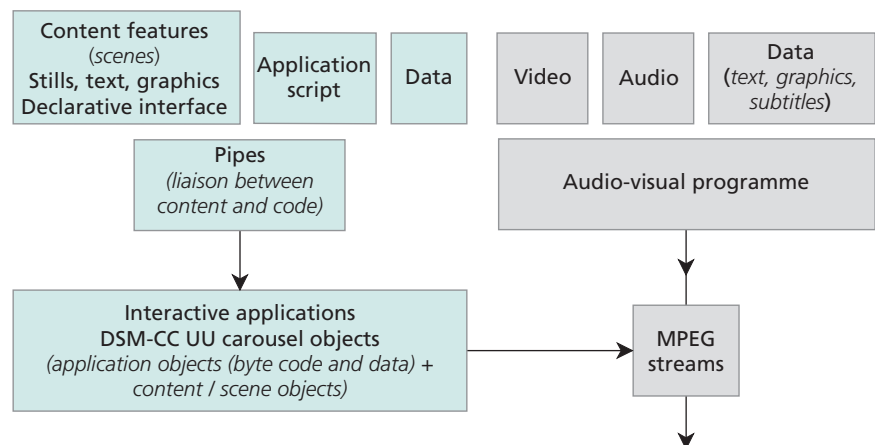 Content features
(scenes)
Stills, text, graphics
Declarative interface
Application
script
Data
Video
Audio
Data
(text, graphics,
subtitles)
Pipes
(liaison between
content and code)
Audio-visual programme
Interactive applications
DSM-CC UU carousel objects
(application objects (byte code and data) +
content / scene objects)
MPEG
streams